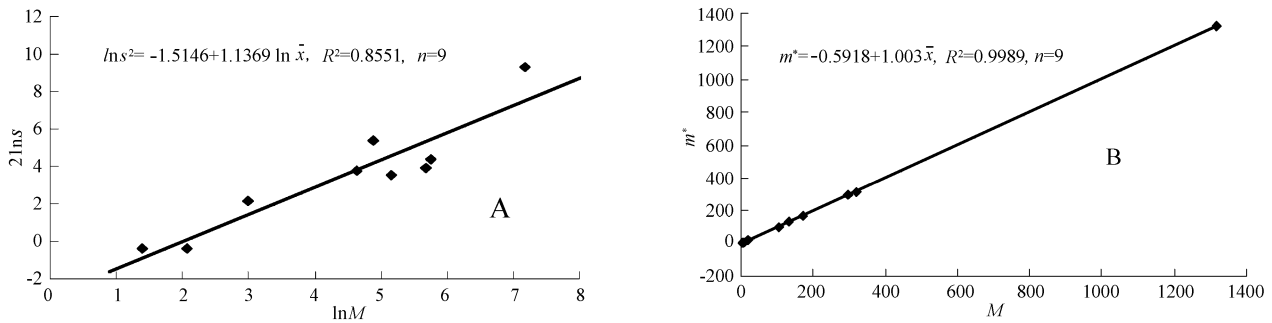 12
10
8
6
4
2
0
-2
21ns
lns²= -1.5146+1.1369 ln x̄, R²=0.8551, n=9
A
0 1 2 3 4 5 6 7 8
lnM
1400
1200
1000
800
600
400
200
0
-200
m*
m*=-0.5918+1.003x̄, R²=0.9989, n=9
B
0 200 400 600 800 1000 1200 1400
M